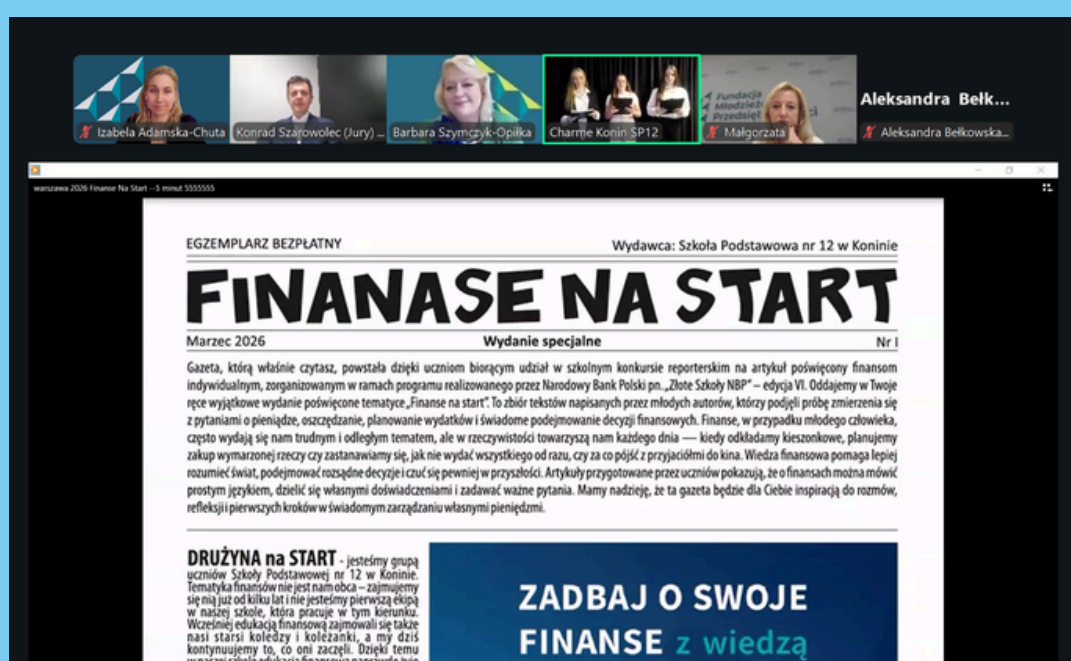 Fundacja
Młodzież
Przedsięb
ci
Aleksandra Bełk...
Izabela Adamska-Chuta
Konrad Szarowolec (Jury) ...
Barbara Szymczyk-Opiłka
Charme Konin SP12
Małgorzata
Aleksandra Bełkowska...
warszawa 2026 Finanse Na Start --5 minut 5555555
EGZEMPLARZ BEZPŁATNY
Wydawca: Szkoła Podstawowa nr 12 w Koninie
FINANASE NA START
Marzec 2026
Wydanie specjalne
Nr I
Gazeta, którą właśnie czytasz, powstała dzięki uczniom biorącym udział w szkolnym konkursie reporterskim na artykuł poświęcony finansom
indywidualnym, zorganizowanym w ramach programu realizowanego przez Narodowy Bank Polski pn. „Złote Szkoły NBP” – edycja VI. Oddajemy w Twoje
ręce wyjątkowe wydanie poświęcone tematyce „Finanse na start”. To zbiór tekstów napisanych przez młodych autorów, którzy podjęli próbę zmierzenia się
z pytaniami o pieniądze, oszczędzanie, planowanie wydatków i świadome podejmowanie decyzji finansowych. Finanse, w przypadku młodego człowieka,
często wydają się nam trudnym i odległym tematem, ale w rzeczywistości towarzyszą nam każdego dnia — kiedy odkładamy kieszonkowe, planujemy
zakup wymarzonej rzeczy czy zastanawiamy się, jak nie wydać wszystkiego od razu, czy za co pójść z przyjaciółmi do kina. Wiedza finansowa pomaga lepiej
rozumieć świat, podejmować rozsądne decyzje i czuć się pewniej w przyszłości. Artykuły przygotowane przez uczniów pokazują, że o finansach można mówić
prostym językiem, dzielić się własnymi doświadczeniami i zadawać ważne pytania. Mamy nadzieję, że ta gazeta będzie dla Ciebie inspiracją do rozmów,
refleksji i pierwszych kroków w świadomym zarządzaniu własnymi pieniędzmi.
DRUŻYNA na START - jesteśmy grupą
uczniów Szkoły Podstawowej nr 12 w Koninie.
Tematyka finansów nie jest nam obca – zajmujemy
się nią już od kilku lat i nie jesteśmy pierwszą ekipą
w naszej szkole, która pracuje w tym kierunku.
Wcześniej edukacją finansową zajmowali się także
nasi starsi koledzy i koleżanki, a my dziś
kontynuujemy to, co oni zaczęli. Dzięki temu
ZADBAJ O SWOJE
FINANSE z wiedzą